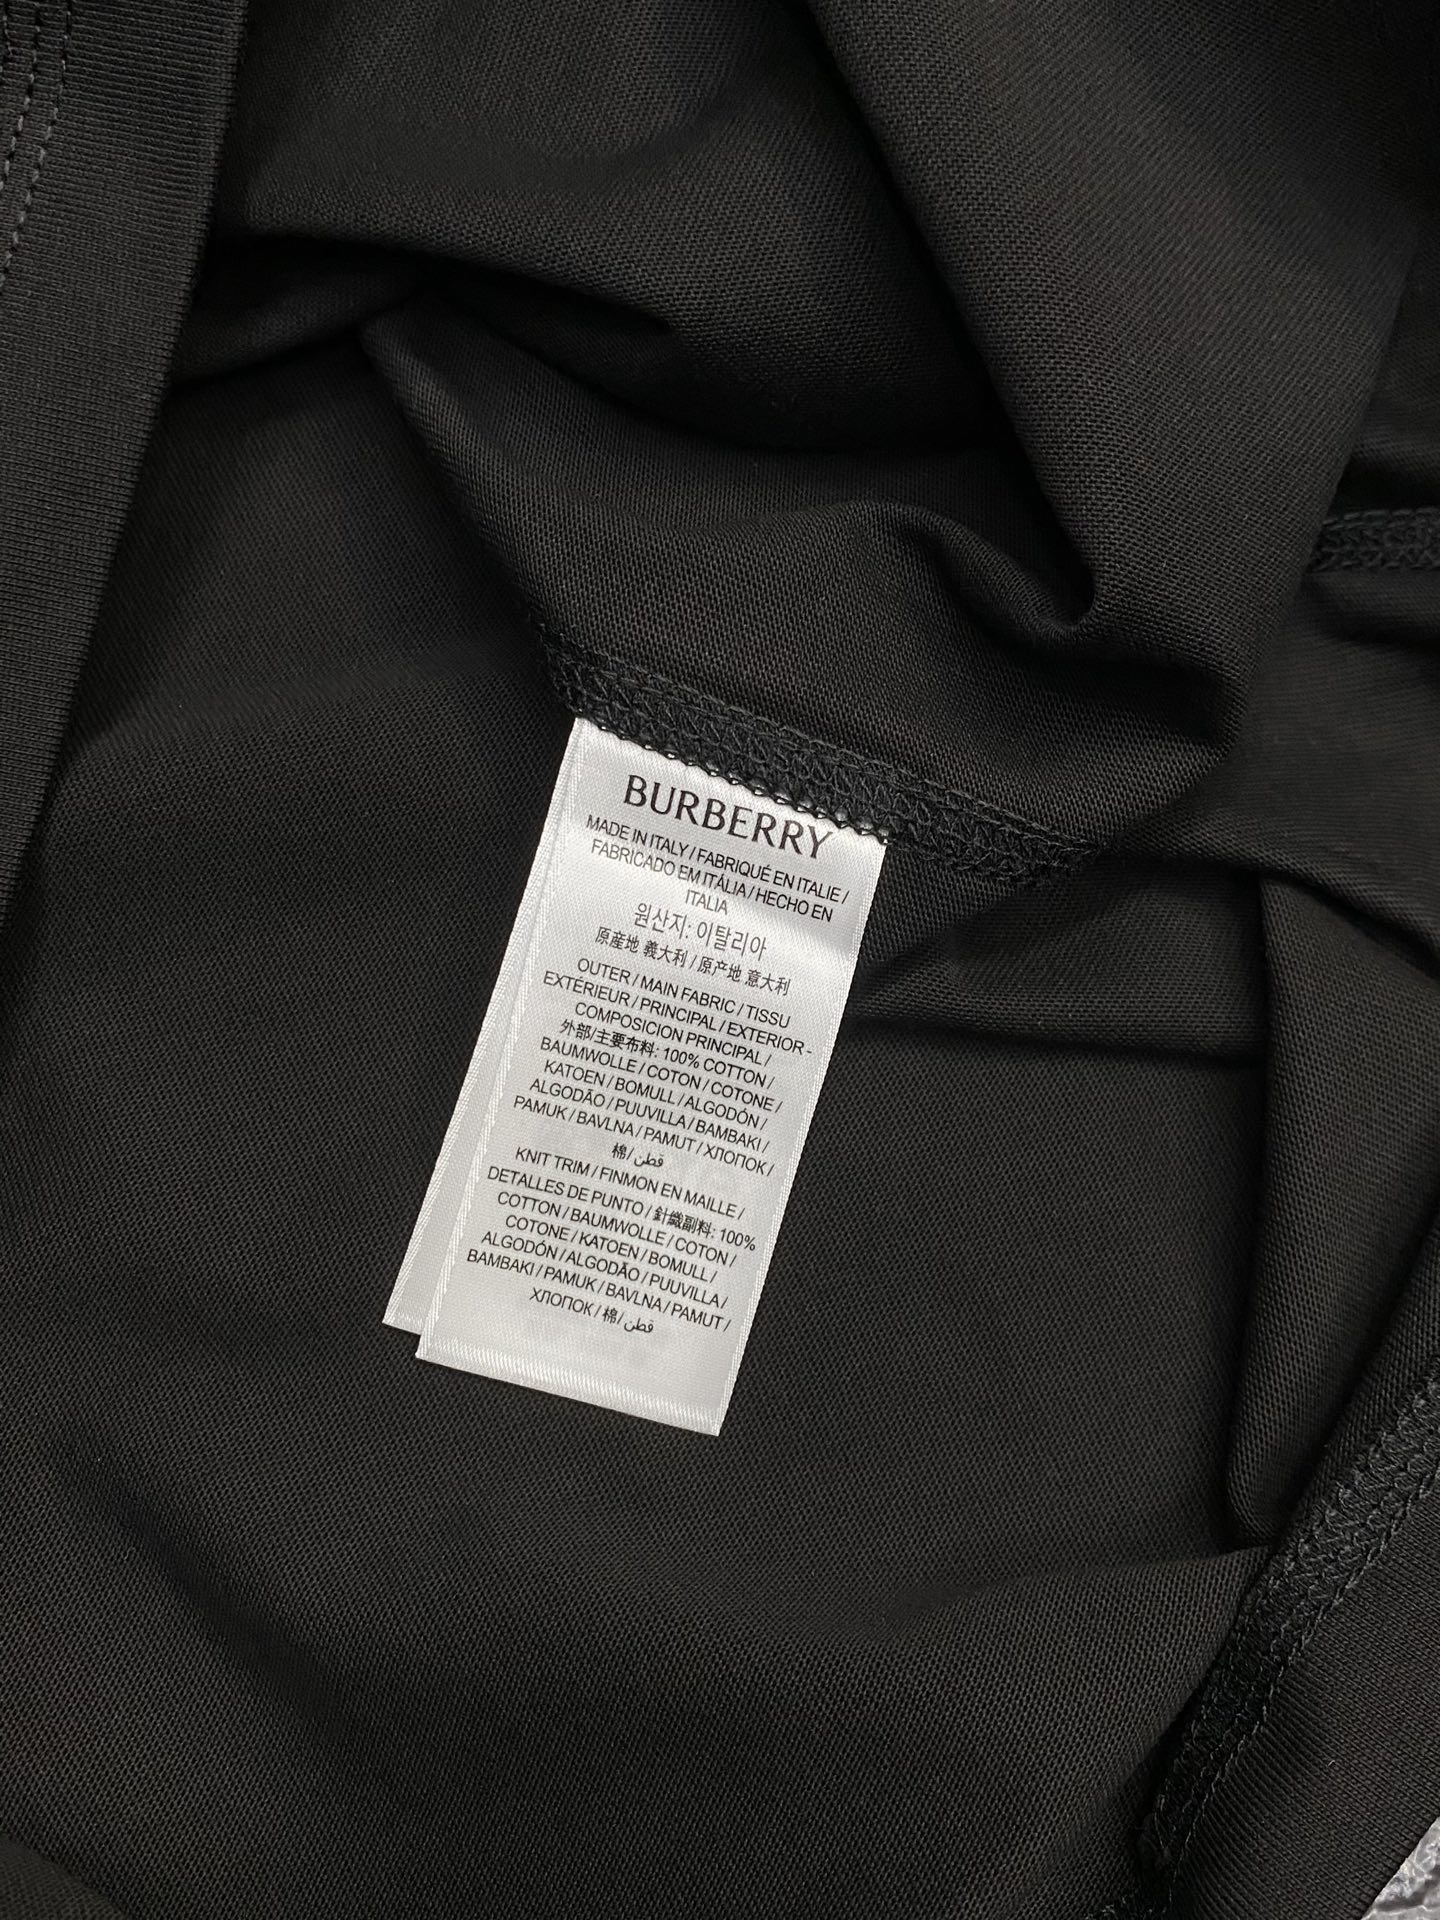 BURBERRY
MADE IN ITALY / FABRIQUÉ EN ITALIE /
FABRICADO EM ITÁLIA / HECHO EN
ITALIA
원산지: 이탈리아
原産地 義大利 / 原产地 意大利
OUTER / MAIN FABRIC / TISSU
EXTÉRIEUR / PRINCIPAL / EXTERIOR -
COMPOSICION PRINCIPAL /
外部/主要布料: 100% COTTON /
BAUMWOLLE / COTON / COTONE /
KATOEN / BOMULL / ALGODÓN /
ALGODÃO / PUUVILLA / BAMBAKI /
PAMUK / BAVLNA / PAMUT / ХЛОПОК /
棉 / قطن
KNIT TRIM / FINMON EN MAILLE /
DETALLES DE PUNTO / 針織副料: 100%
COTTON / BAUMWOLLE / COTON /
COTONE / KATOEN / BOMULL /
ALGODÓN / ALGODÃO / PUUVILLA /
BAMBAKI / PAMUK / BAVLNA / PAMUT /
ХЛОПОК / 棉 / قطن